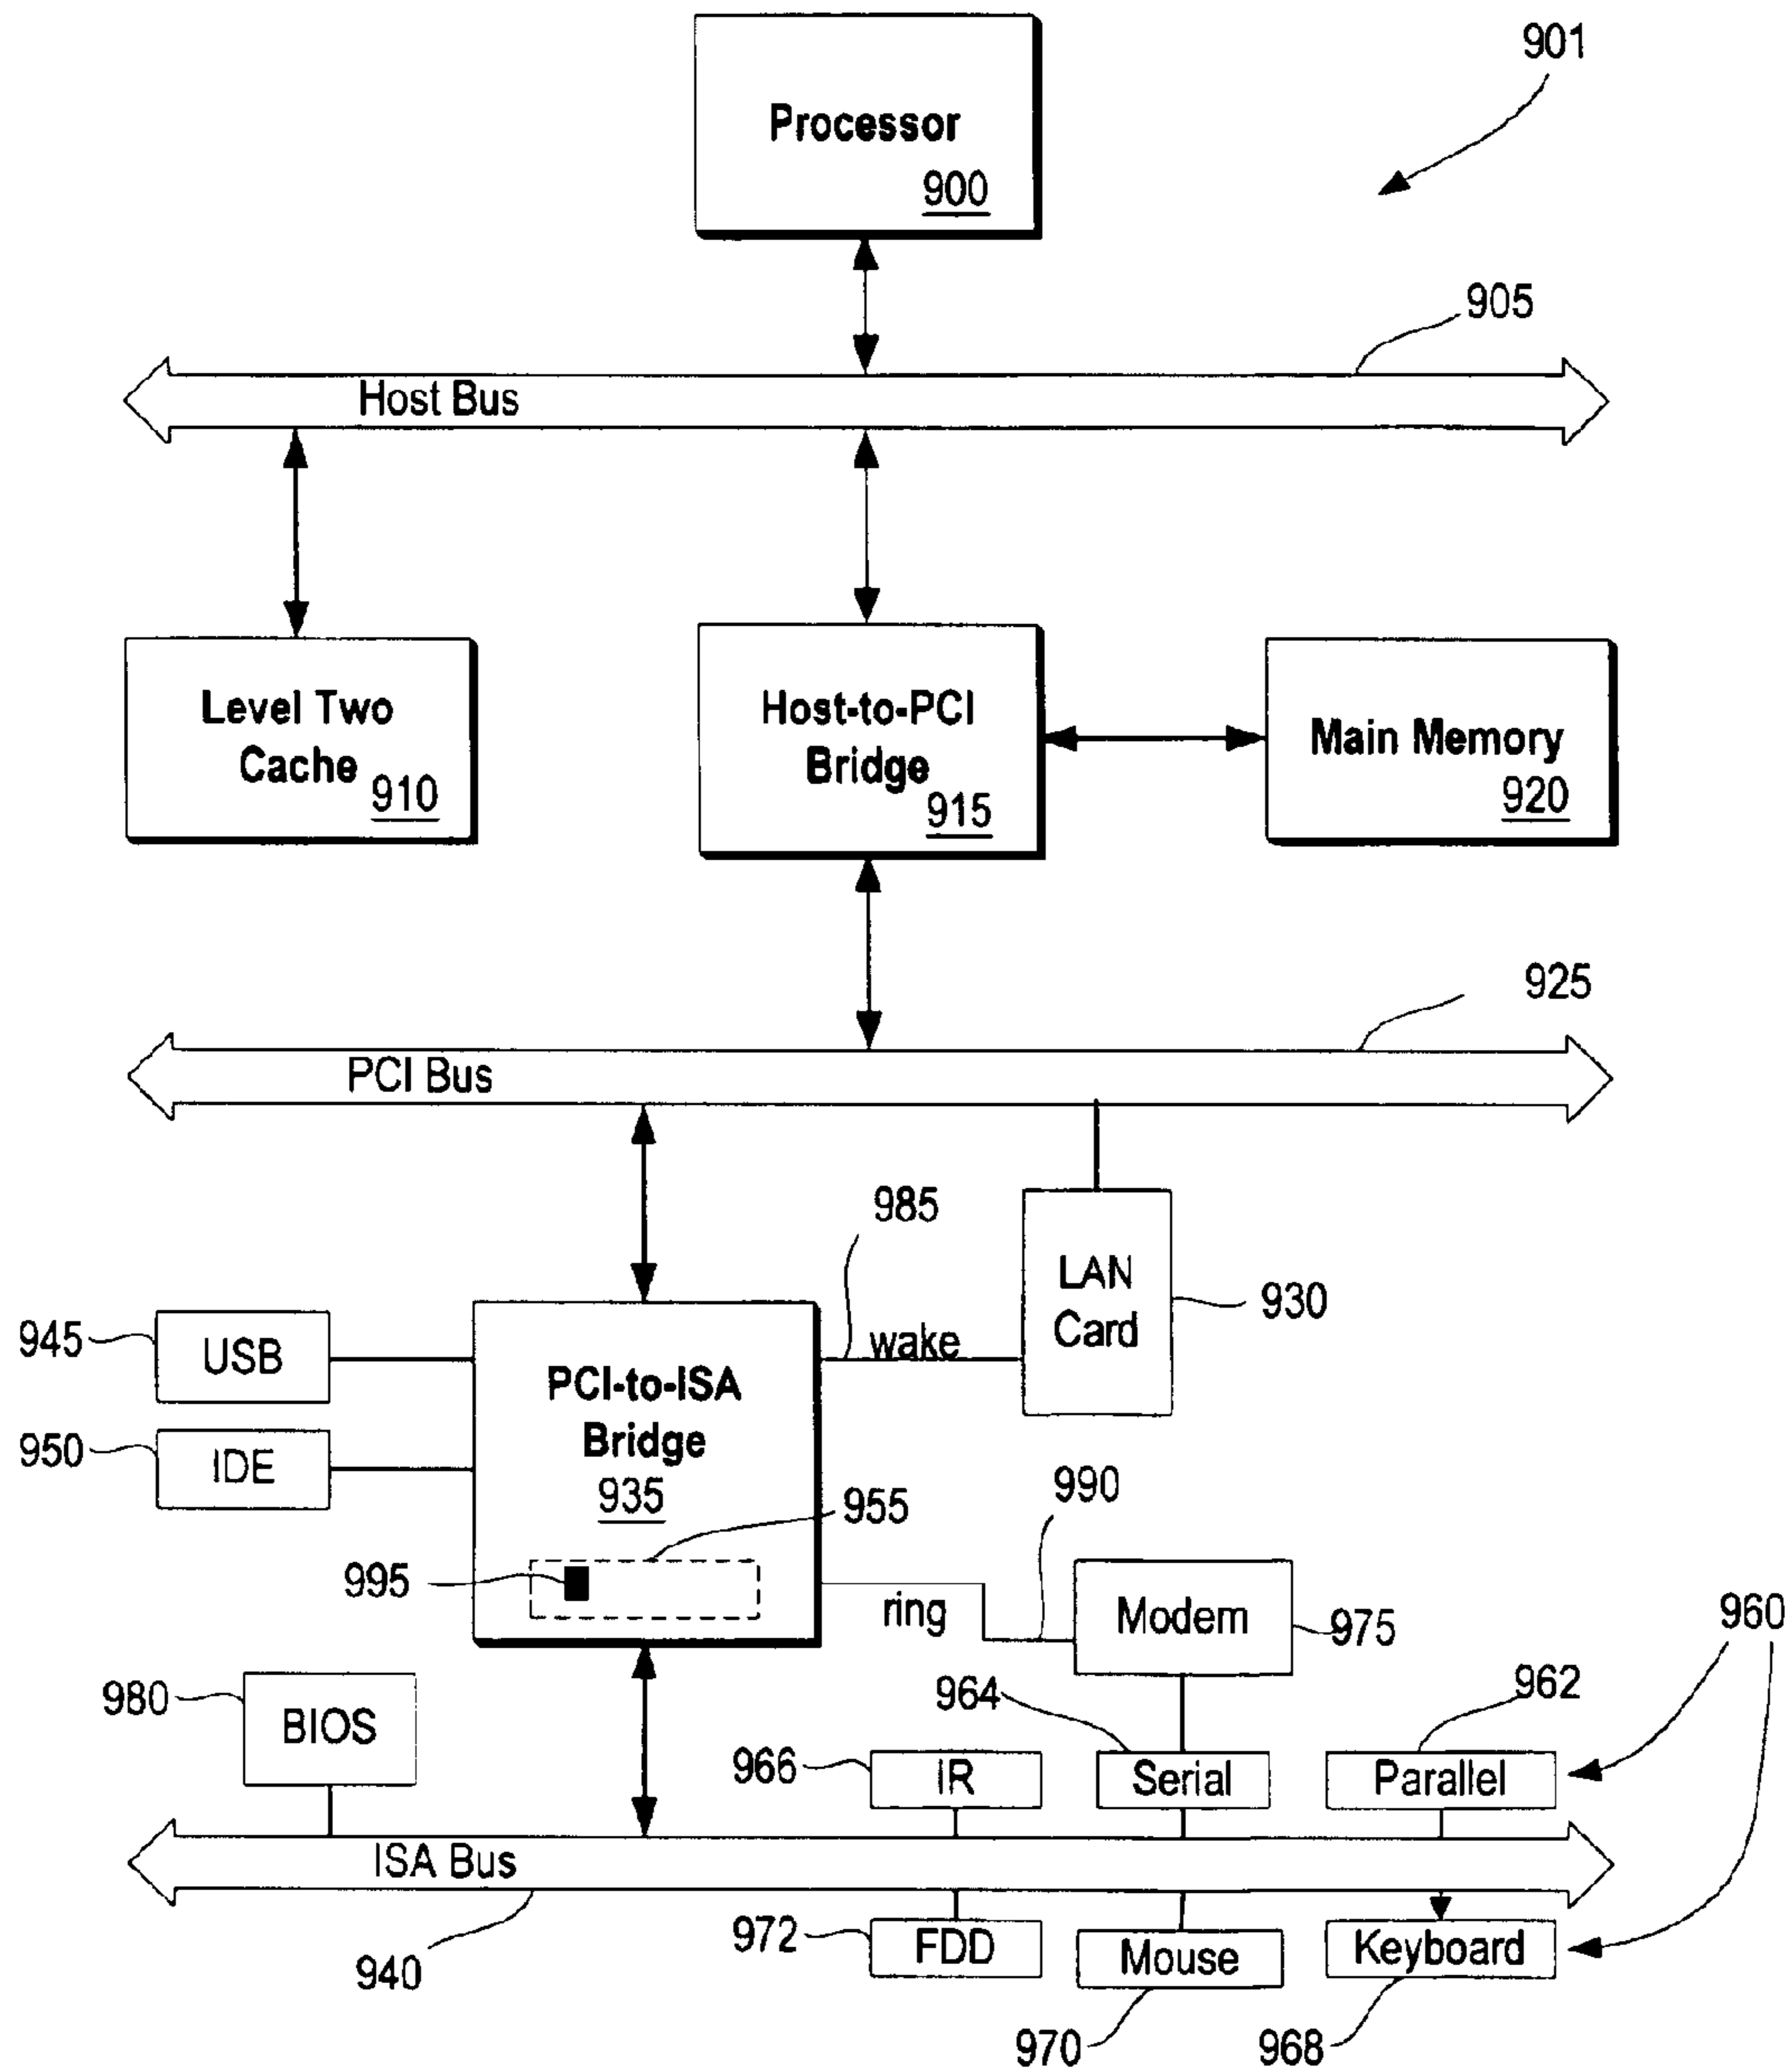 Processor
900
901
905
Host Bus
Level Two
Cache
910
Host-to-PCI
Bridge
915
Main Memory
920
925
PCI Bus
985
LAN
Card
930
945
USB
wake
PCI-to-ISA
Bridge
935
950
IDE
990
955
995
ring
Modem
975
960
980
BIOS
964
962
966
IR
Serial
Parallel
ISA Bus
940
972
FDD
Mouse
Keyboard
970
968